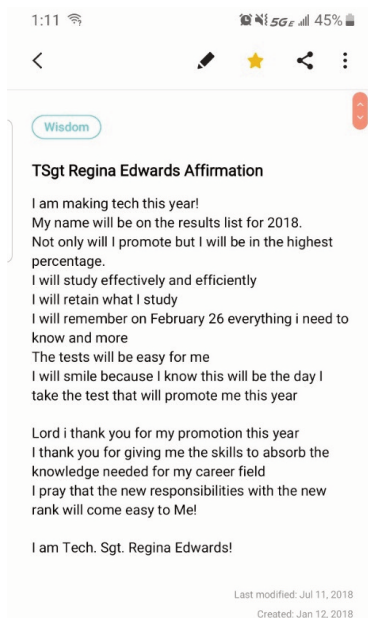 1:11 5GE 45%
Wisdom
TSgt Regina Edwards Affirmation
I am making tech this year!
My name will be on the results list for 2018.
Not only will I promote but I will be in the highest
percentage.
I will study effectively and efficiently
I will retain what I study
I will remember on February 26 everything i need to
know and more
The tests will be easy for me
I will smile because I know this will be the day I
take the test that will promote me this year
Lord i thank you for my promotion this year
I thank you for giving me the skills to absorb the
knowledge needed for my career field
I pray that the new responsibilities with the new
rank will come easy to Me!
I am Tech. Sgt. Regina Edwards!
Last modified: Jul 11, 2018
Created: Jan 12, 2018